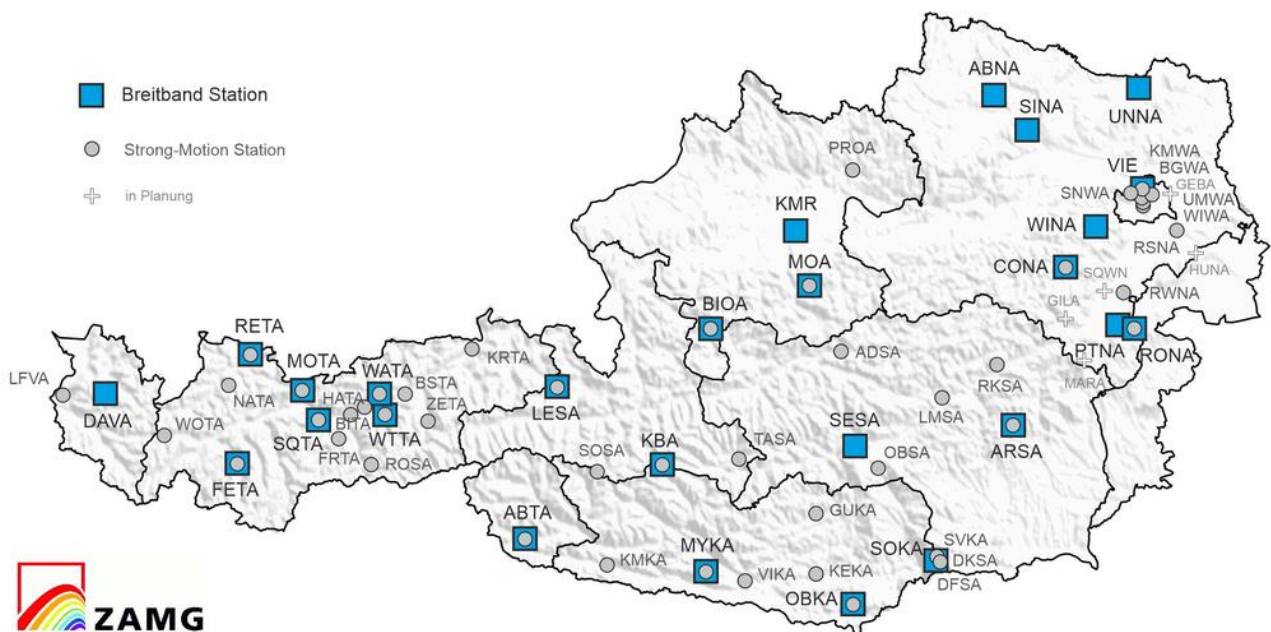 Breitband Station
Strong-Motion Station
in Planung
ABNA
SINA
UNNA
PROA
VIE
KMWA
BGWA
GEBA
SNWA
UMWA
WIWA
KMR
WINA
RSNA
MOA
CONA
SQWN
HUNA
BIOA
GILA
RWNA
RETA
MOTA
WATA
KRTA
ADSA
PTNA
RONA
LFVA
DAVA
NATA
HATA
BSTA
ZETA
LESA
RKSA
MARA
WOTA
SQTA
BITA
WTTA
LMSA
FRTA
ROSA
SOSA
KBA
TASA
SESA
OBSA
ARSA
FETA
ABTA
GUKA
KMKA
MYKA
VIKA
KEKA
SOKA
SVKA
DKSA
DFSA
OBKA
ZAMG